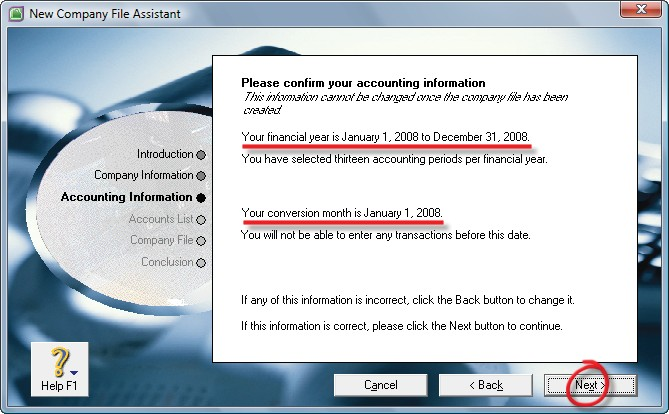 New Company File Assistant
Please confirm your accounting information
This information cannot be changed once the company file has been
created
Your financial year is January 1, 2008 to December 31, 2008.
You have selected thirteen accounting periods per financial year.
Introduction
Company Information
Accounting Information
Accounts List
Company File
Conclusion
Your conversion month is January 1, 2008.
You will not be able to enter any transactions before this date.
If any of this information is incorrect, click the Back button to change it.
If this information is correct, please click the Next button to continue.
?
Help F1
Cancel
< Back
Next >